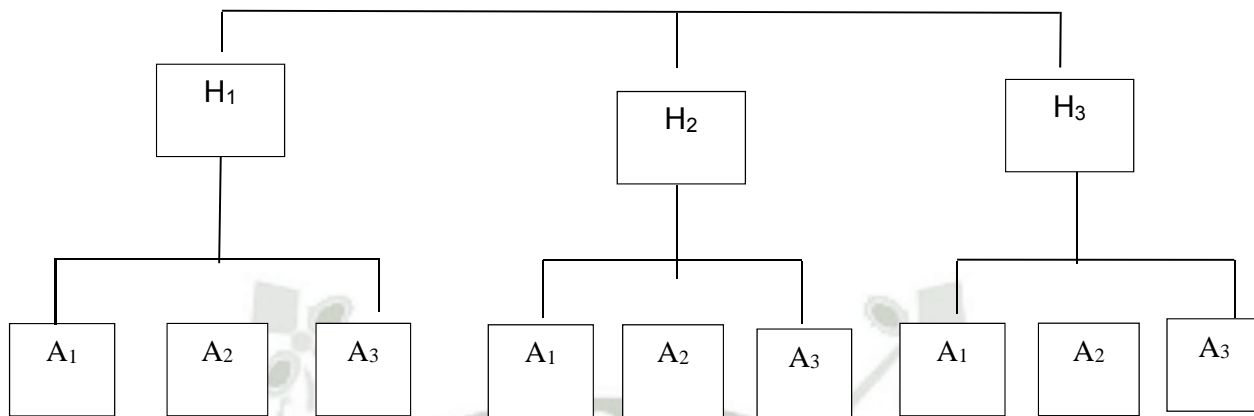 H₁
H₂
H₃
A₁ A₂ A₃ A₁ A₂ A₃ A₁ A₂ A₃